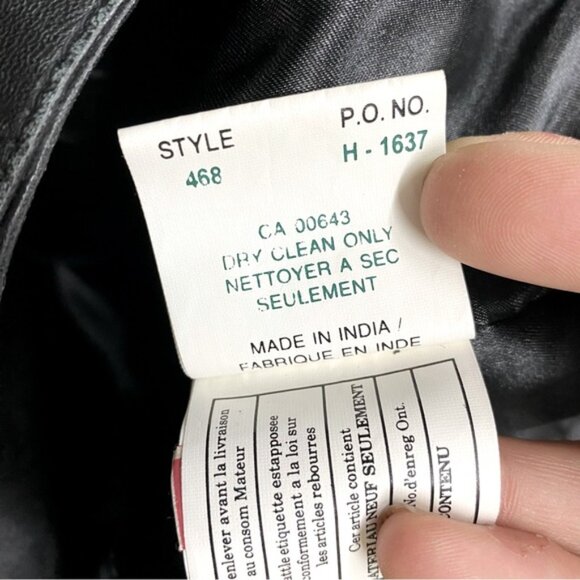 STYLE P.O. NO.
468 H - 1637
CA 00643
DRY CLEAN ONLY
NETTOYER A SEC
SEULEMENT
MADE IN INDIA /
FABRIQUE EN INDE
enlever avant la livraison
au consom Mateur
attle etiquette estapposee
conformement a la loi sur
les articles rebourres
Cet article contient
MATERIAU NEUF SEULEMENT
No.d'enreg Ont.
CONTENU